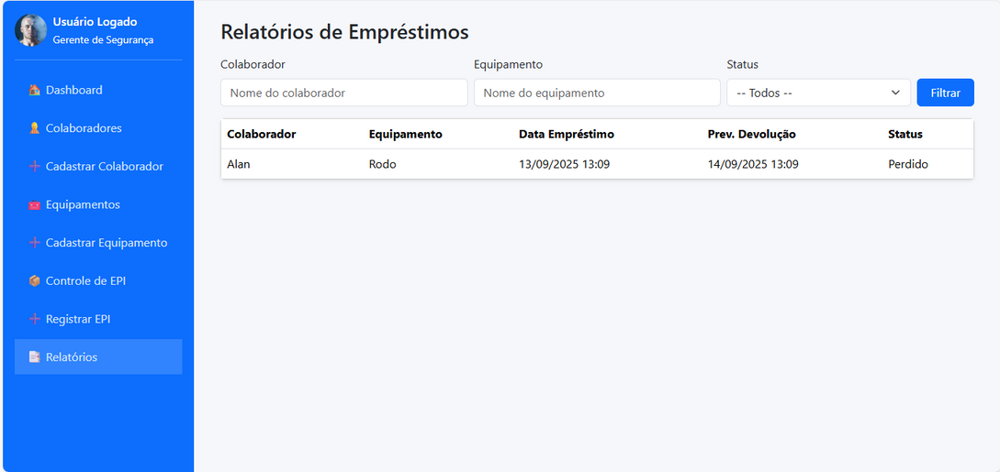 Usuário Logado
Gerente de Segurança
Dashboard
Colaboradores
Cadastrar Colaborador
Equipamentos
Cadastrar Equipamento
Controle de EPI
Registrar EPI
Relatórios
Relatórios de Empréstimos
Colaborador Equipamento Status
Nome do colaborador Nome do equipamento -- Todos -- Filtrar
Colaborador Equipamento Data Empréstimo Prev. Devolução Status
Alan Rodo 13/09/2025 13:09 14/09/2025 13:09 Perdido